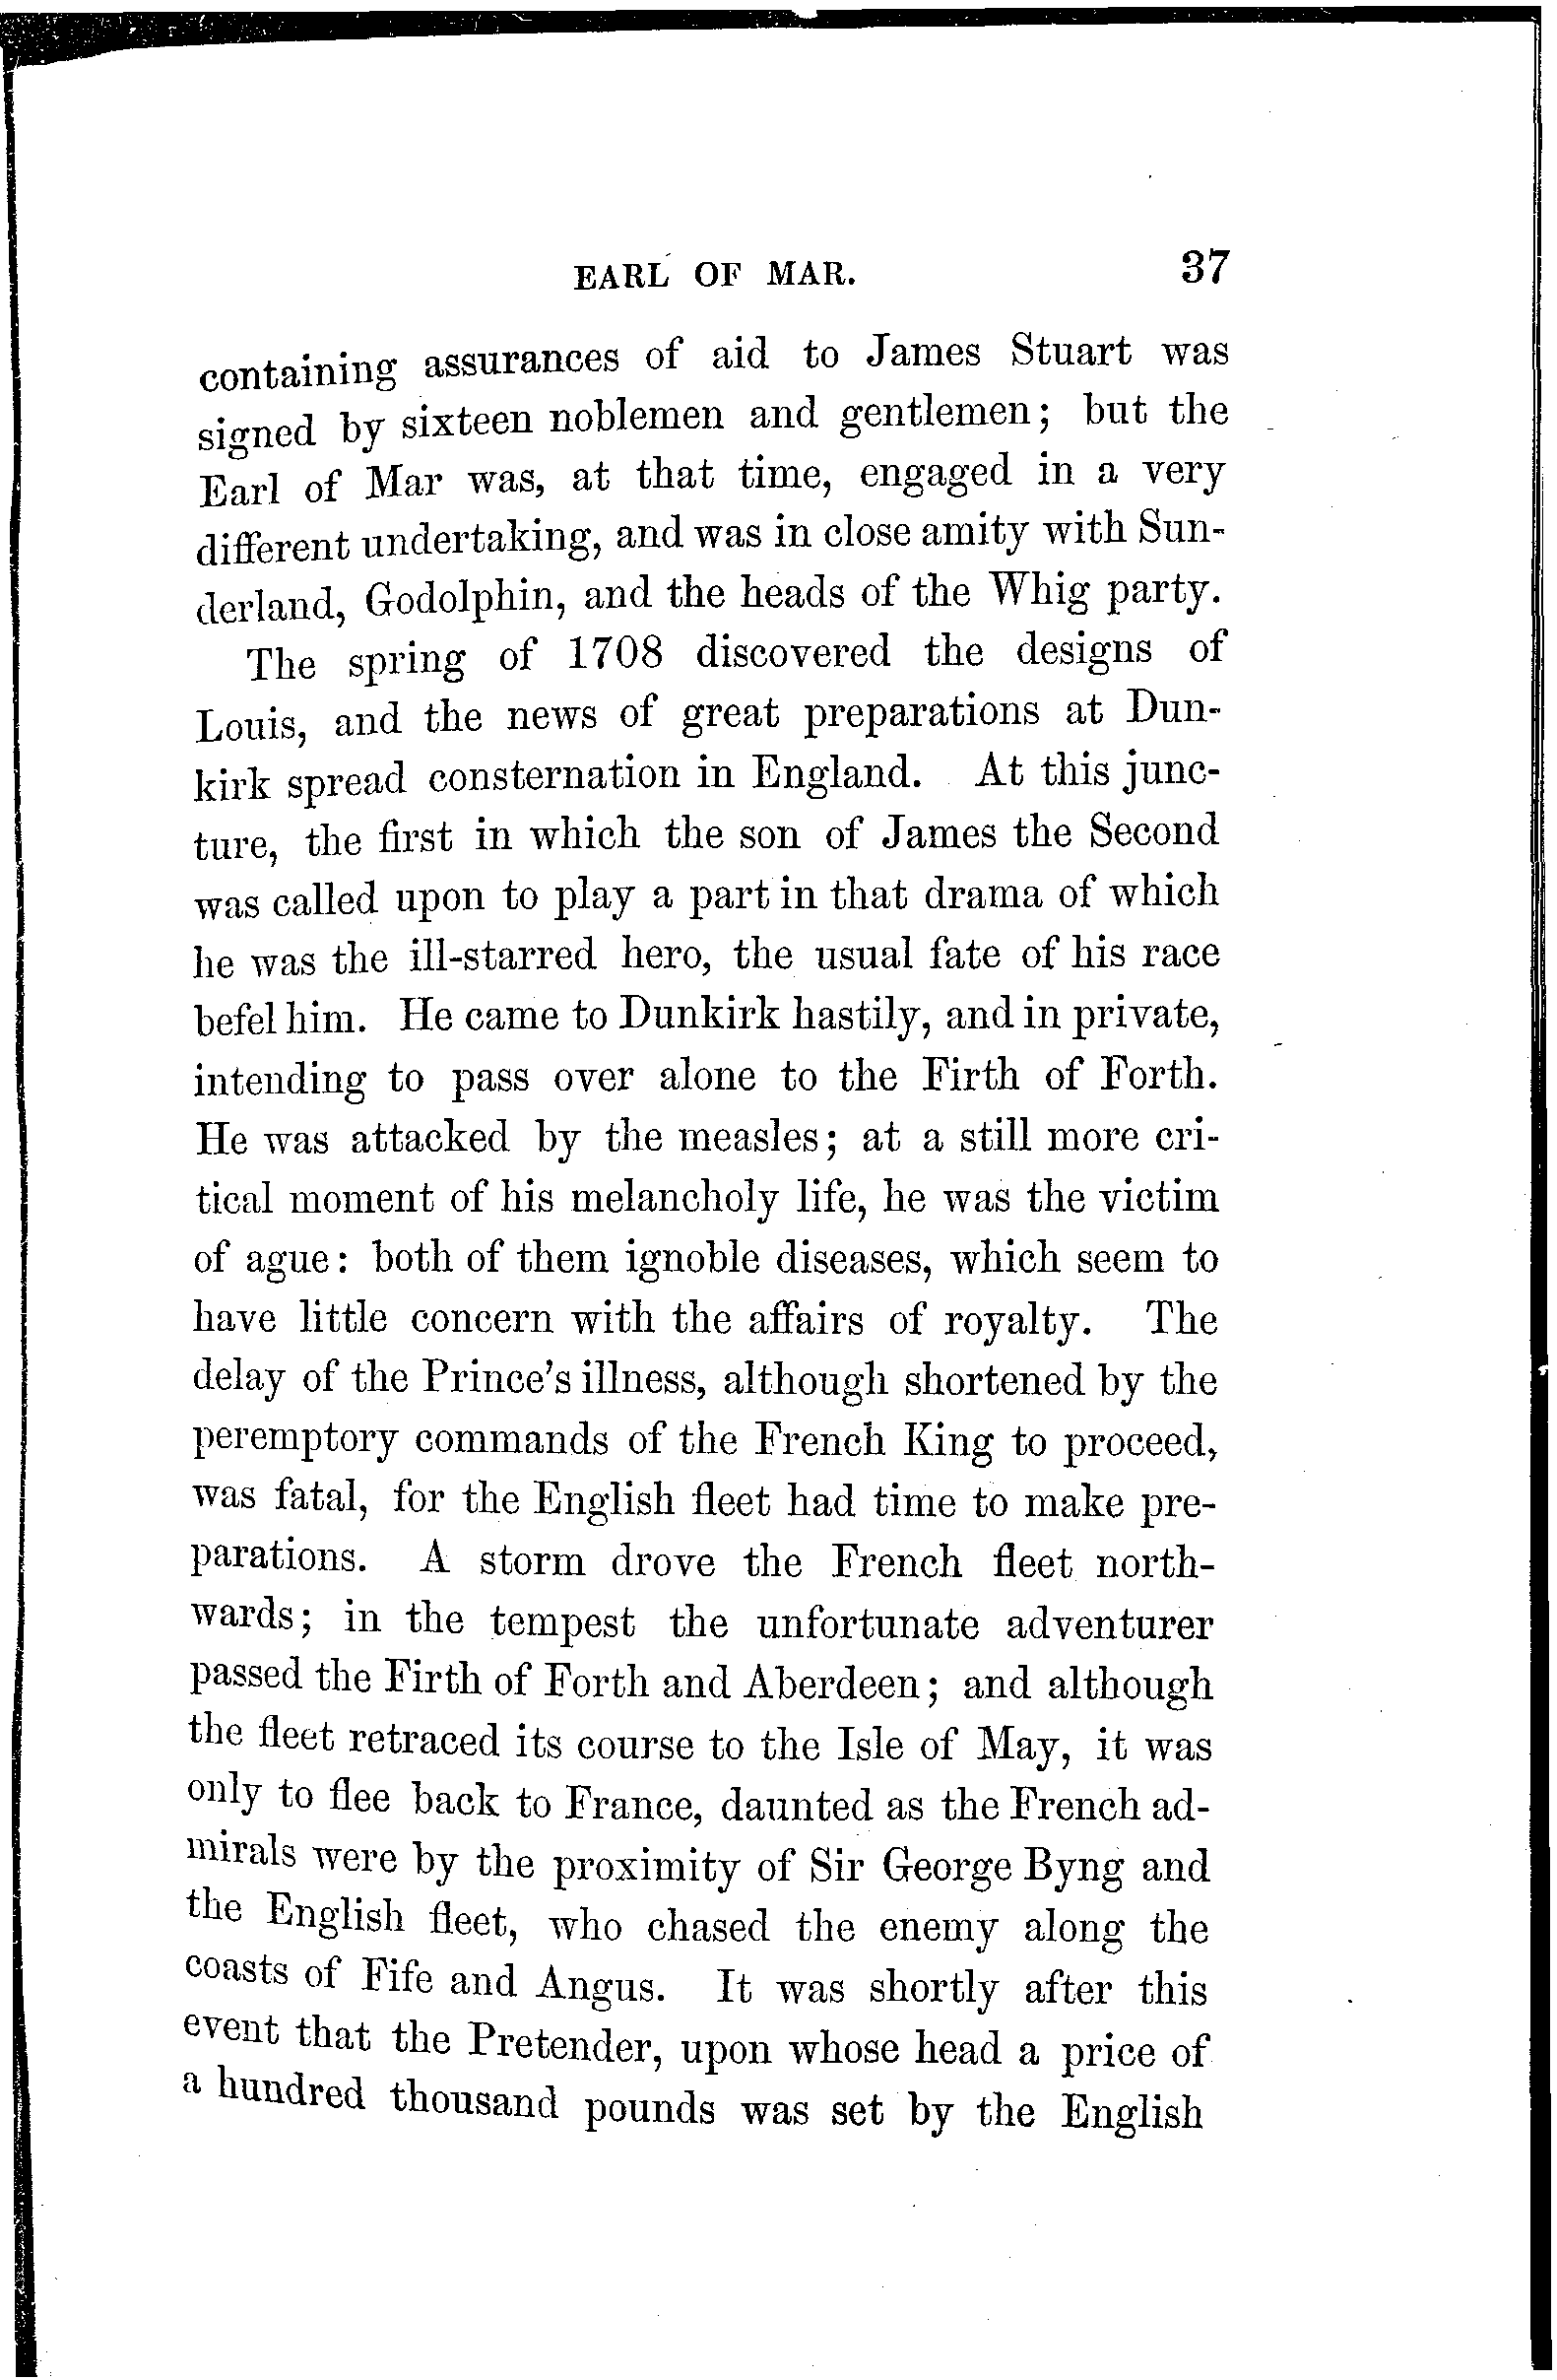 EARL OF MAR. 37
containing assurances of aid to James Stuart was
signed by sixteen noblemen and gentlemen; but the
Earl of Mar was, at that time, engaged in a very
different undertaking, and was in close amity with Sun-
derland, Godolphin, and the heads of the Whig party.
The spring of 1708 discovered the designs of
Louis, and the news of great preparations at Dun-
kirk spread consternation in England. At this junc-
ture, the first in which the son of James the Second
was called upon to play a part in that drama of which
he was the ill-starred hero, the usual fate of his race
befel him. He came to Dunkirk hastily, and in private,
intending to pass over alone to the Firth of Forth.
He was attacked by the measles; at a still more cri-
tical moment of his melancholy life, he was the victim
of ague: both of them ignoble diseases, which seem to
have little concern with the affairs of royalty. The
delay of the Prince's illness, although shortened by the
peremptory commands of the French King to proceed,
was fatal, for the English fleet had time to make pre-
parations. A storm drove the French fleet north-
wards; in the tempest the unfortunate adventurer
passed the Firth of Forth and Aberdeen; and although
the fleet retraced its course to the Isle of May, it was
only to flee back to France, daunted as the French ad-
mirals were by the proximity of Sir George Byng and
the English fleet, who chased the enemy along the
coasts of Fife and Angus. It was shortly after this
event that the Pretender, upon whose head a price of
a hundred thousand pounds was set by the English